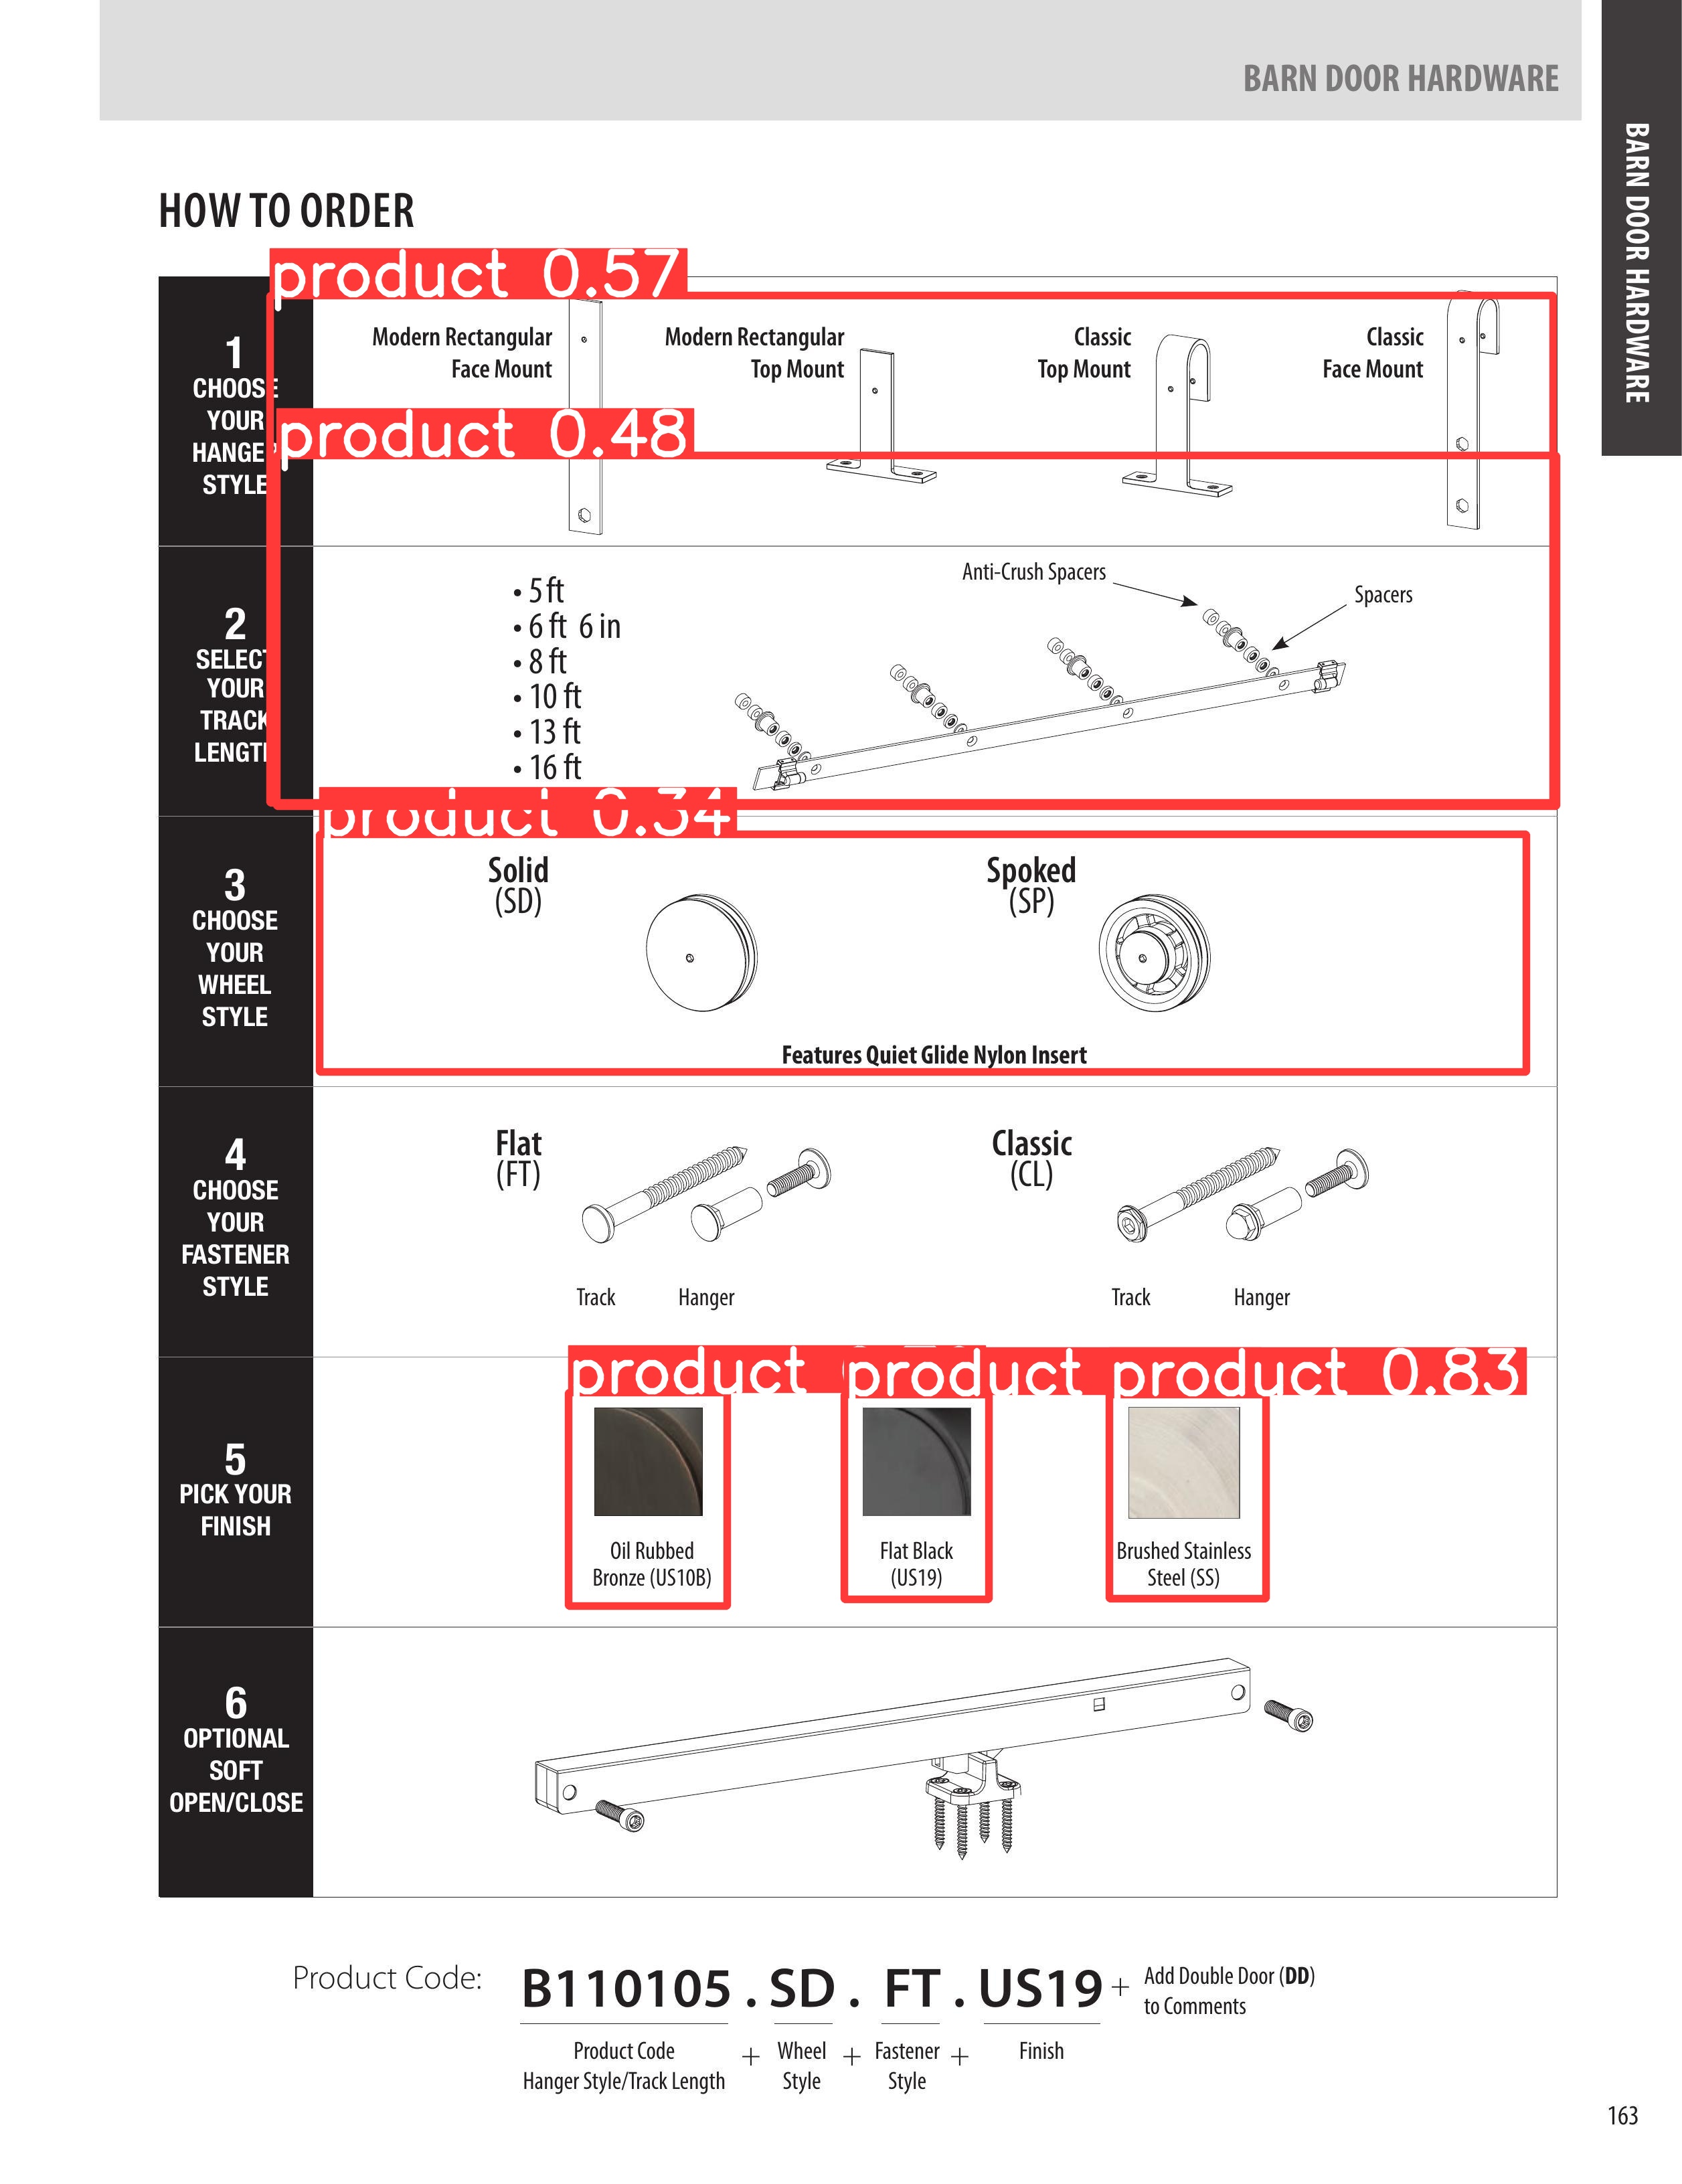 BARN DOOR HARDWARE
BARN DOOR HARDWARE
HOW TO ORDER
product 0.57
1
CHOOSE
YOUR
STYLE
Modern Rectangular
Face Mount
Modern Rectangular
Top Mount
Classic
Top Mount
Classic
Face Mount
product 0.48
2
YOUR
TRACK
• 5 ft
• 6 ft 6 in
• 8 ft
• 10 ft
• 13 ft
• 16 ft
Anti-Crush Spacers
Spacers
product 0.34
3
CHOOSE
YOUR
WHEEL
STYLE
Solid
(SD)
Spoked
(SP)
Features Quiet Glide Nylon Insert
4
CHOOSE
YOUR
FASTENER
STYLE
Flat
(FT)
Track
Hanger
Classic
(CL)
Track
Hanger
product product product 0.83
5
PICK YOUR
FINISH
Oil Rubbed
Bronze (US10B)
Flat Black
(US19)
Brushed Stainless
Steel (SS)
6
OPTIONAL
SOFT
OPEN/CLOSE
Product Code: B110105 . SD . FT . US19 + Add Double Door (DD)
to Comments
Product Code
Hanger Style/Track Length
+ Wheel
Style
+ Fastener
Style
+ Finish
163